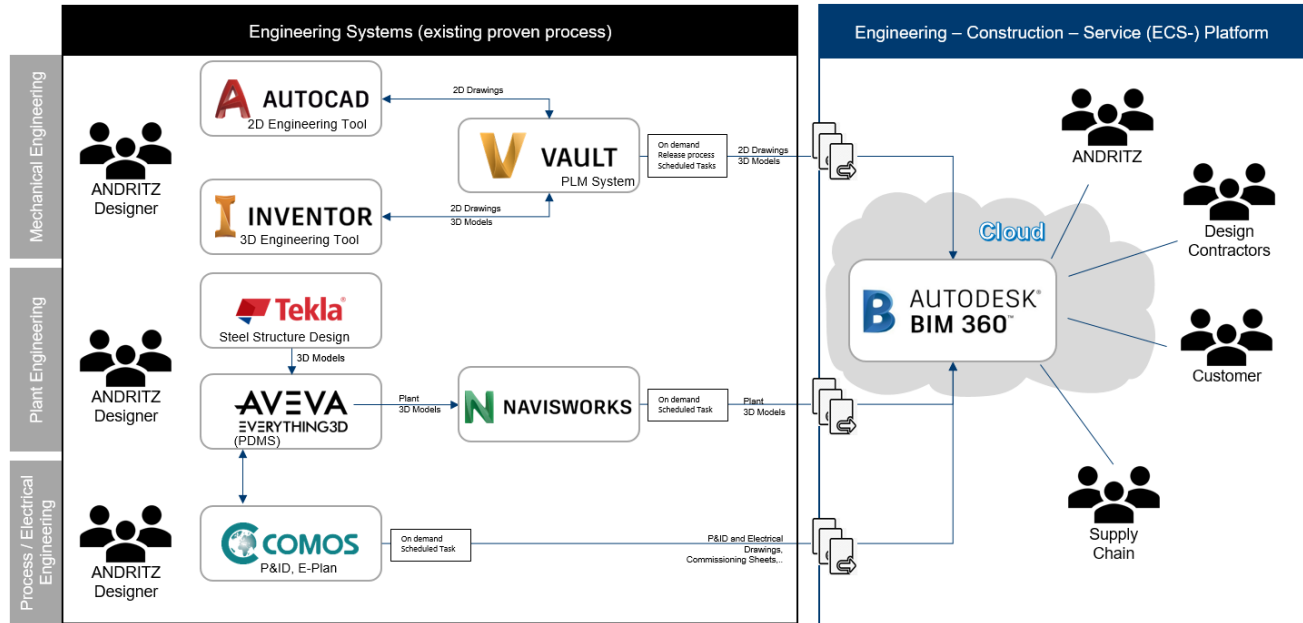 Engineering Systems (existing proven process)
Engineering – Construction – Service (ECS-) Platform
Mechanical Engineering
ANDRITZ
Designer
AUTOCAD
2D Engineering Tool
2D Drawings
VAULT
PLM System
On demand
Release process
Scheduled Tasks
2D Drawings
3D Models
INVENTOR
3D Engineering Tool
2D Drawings
3D Models
Plant Engineering
ANDRITZ
Designer
Tekla®
Steel Structure Design
3D Models
AVEVA
EVERYTHING3D
(PDMS)
Plant
3D Models
NAVISWORKS
On demand
Scheduled Task
Plant
3D Models
Process / Electrical
Engineering
ANDRITZ
Designer
COMOS
P&ID, E-Plan
On demand
Scheduled Task
P&ID and Electrical
Drawings,
Commissioning Sheets,..
Cloud
AUTODESK®
BIM 360™
ANDRITZ
Design
Contractors
Customer
Supply
Chain